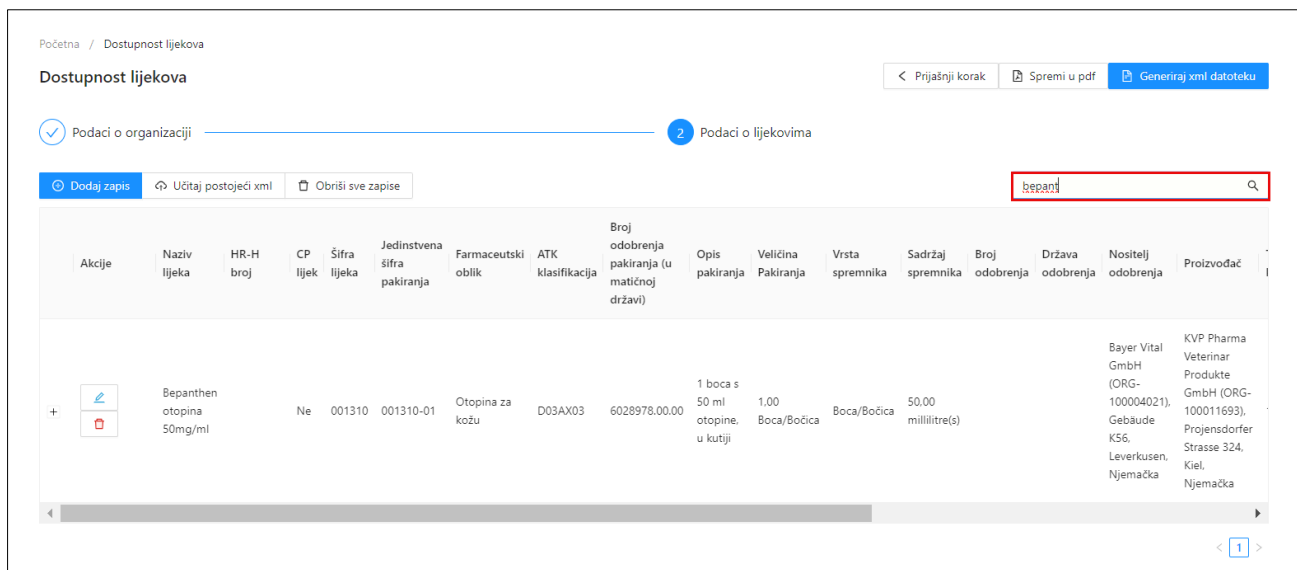 Početna / Dostupnost lijekova
Dostupnost lijekova
Prijašnji korak
Spremi u pdf
Generiraj xml datoteku
Podaci o organizaciji
2 Podaci o lijekovima
Dodaj zapis
Učitaj postojeći xml
Obriši sve zapise
bepant
Akcije
Naziv
lijeka
HR-H
broj
CP
lijek
Šifra
lijeka
Jedinstvena
šifra
pakiranja
Farmaceutski
oblik
ATK
klasifikacija
Broj
odobrenja
pakiranja (u
matičnoj
državi)
Opis
pakiranja
Veličina
Pakiranja
Vrsta
spremnika
Sadržaj
spremnika
Broj
odobrenja
Država
odobrenja
Nositelj
odobrenja
Proizvođač
+
Bepanthen
otopina
50mg/ml
Ne
001310
001310-01
Otopina za
kožu
D03AX03
6028978.00.00
1 boca s
50 ml
otopine,
u kutiji
1,00
Boca/Bočica
Boca/Bočica
50,00
millilitre(s)
Bayer Vital
GmbH
(ORG-
100004021),
Gebäude
K56,
Leverkusen,
Njemačka
KVP Pharma
Veterinar
Produkte
GmbH (ORG-
100011693),
Projensdorfer
Strasse 324,
Kiel,
Njemačka
< 1 >